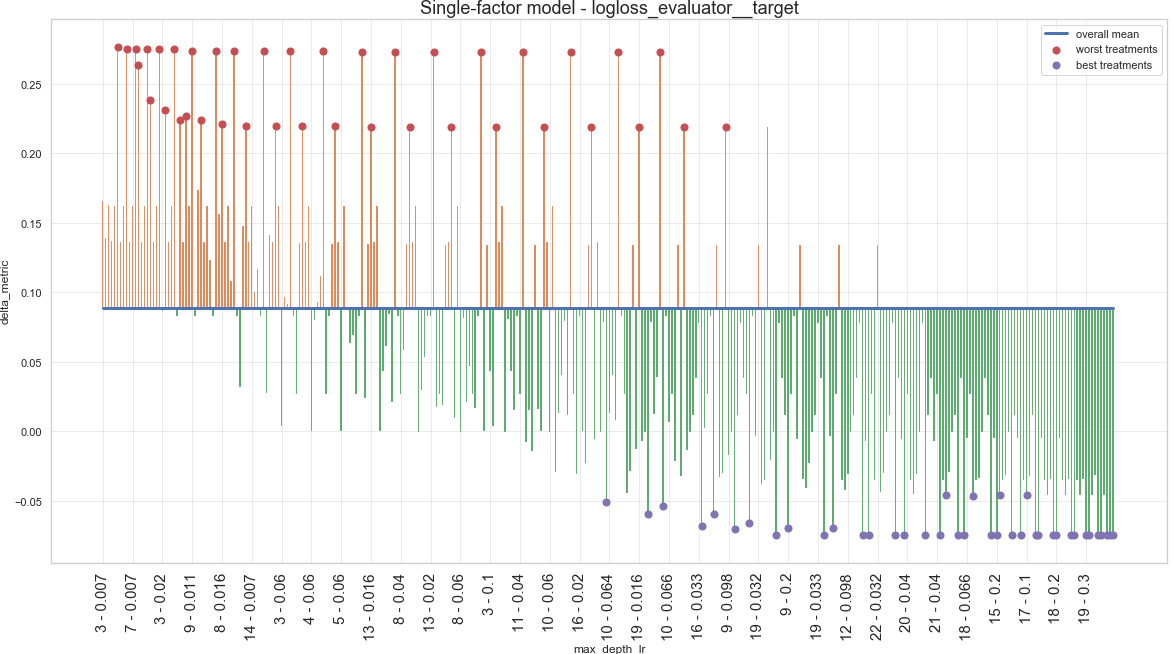 Single-factor model - logloss_evaluator__target
overall mean
worst treatments
best treatments
delta_metric
0.25
0.20
0.15
0.10
0.05
0.00
−0.05
3 - 0.007
7 - 0.007
3 - 0.02
9 - 0.011
8 - 0.016
14 - 0.007
3 - 0.06
4 - 0.06
5 - 0.06
13 - 0.016
8 - 0.04
13 - 0.02
8 - 0.06
3 - 0.1
11 - 0.04
10 - 0.06
16 - 0.02
10 - 0.064
19 - 0.016
10 - 0.066
16 - 0.033
9 - 0.098
19 - 0.032
9 - 0.2
19 - 0.033
12 - 0.098
22 - 0.032
20 - 0.04
21 - 0.04
18 - 0.066
15 - 0.2
17 - 0.1
18 - 0.2
19 - 0.3
max_depth_lr